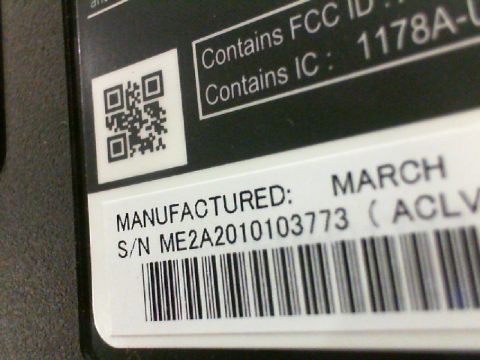 Contains FCC ID :
Contains IC : 1178A-U
MANUFACTURED: MARCH
S/N ME2A2010103773 ( ACLV